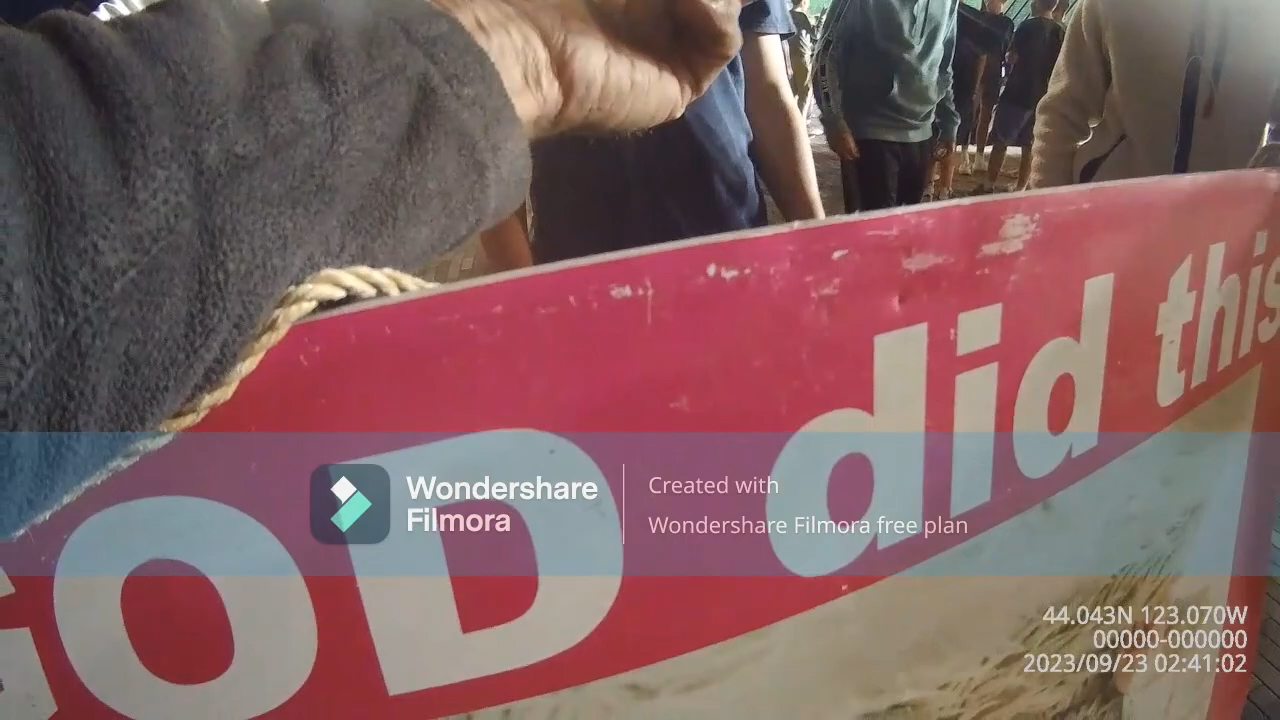 GOD did this
Wondershare
Filmora
Created with
Wondershare Filmora free plan
44.043N 123.070W
00000-000000
2023/09/23 02:41:02